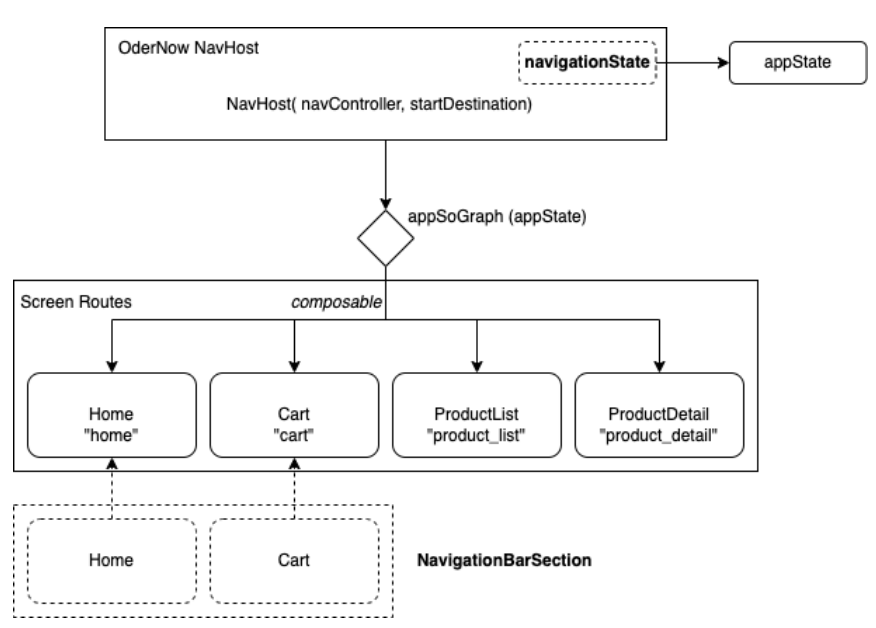 OderNow NavHost
navigationState
appState
NavHost( navController, startDestination)
appSoGraph (appState)
Screen Routes
composable
Home
"home"
Cart
"cart"
ProductList
"product_list"
ProductDetail
"product_detail"
Home
Cart
NavigationBarSection